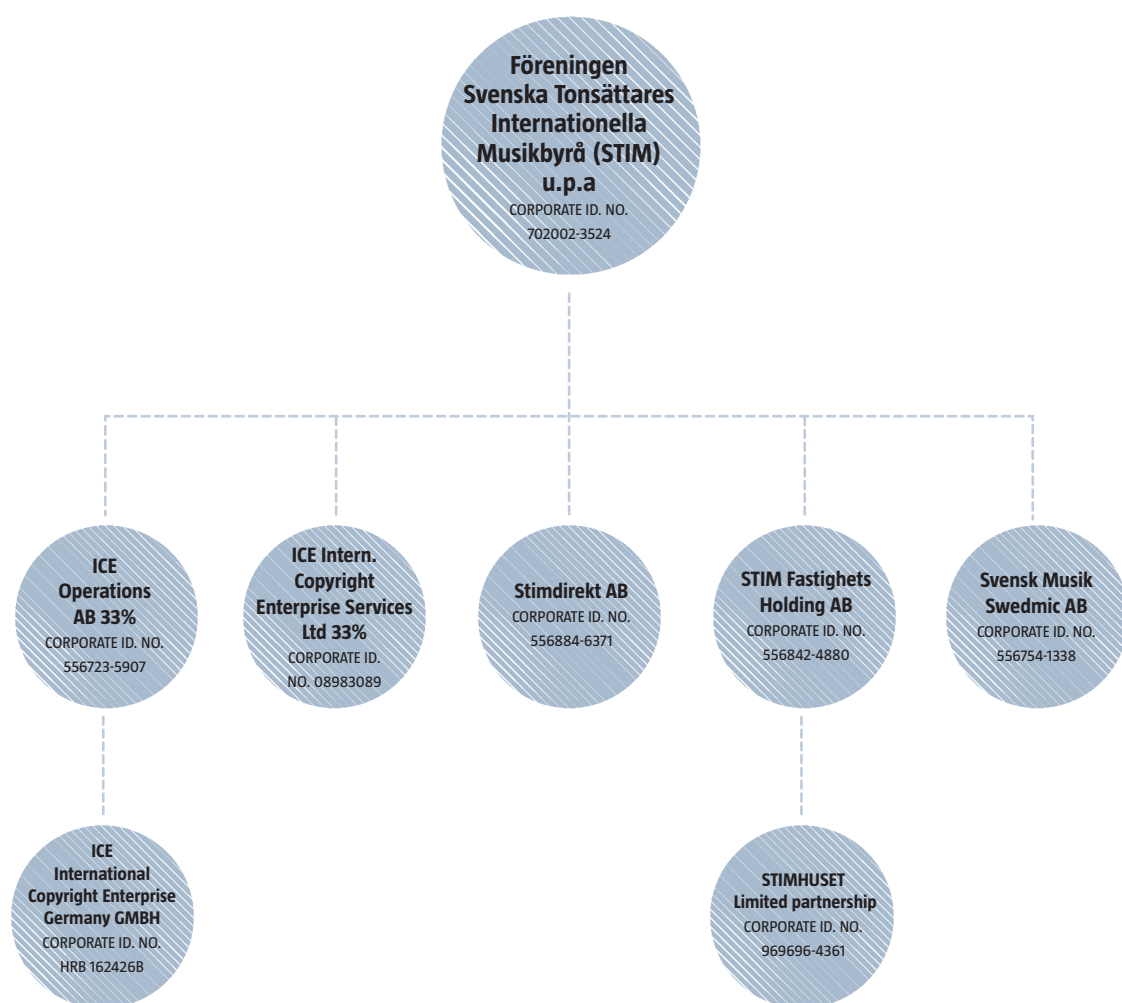 Föreningen
Svenska Tonsättares
Internationella
Musikbyrå (STIM)
u.p.a
CORPORATE ID. NO.
702002-3524
ICE
Operations
AB 33%
CORPORATE ID. NO.
556723-5907
ICE Intern.
Copyright
Enterprise Services
Ltd 33%
CORPORATE ID.
NO. 08983089
Stimdirekt AB
CORPORATE ID. NO.
556884-6371
STIM Fastighets
Holding AB
CORPORATE ID. NO.
556842-4880
Svensk Musik
Swedmic AB
CORPORATE ID. NO.
556754-1338
ICE
International
Copyright Enterprise
Germany GMBH
CORPORATE ID. NO.
HRB 162426B
STIMHUSET
Limited partnership
CORPORATE ID. NO.
969696-4361